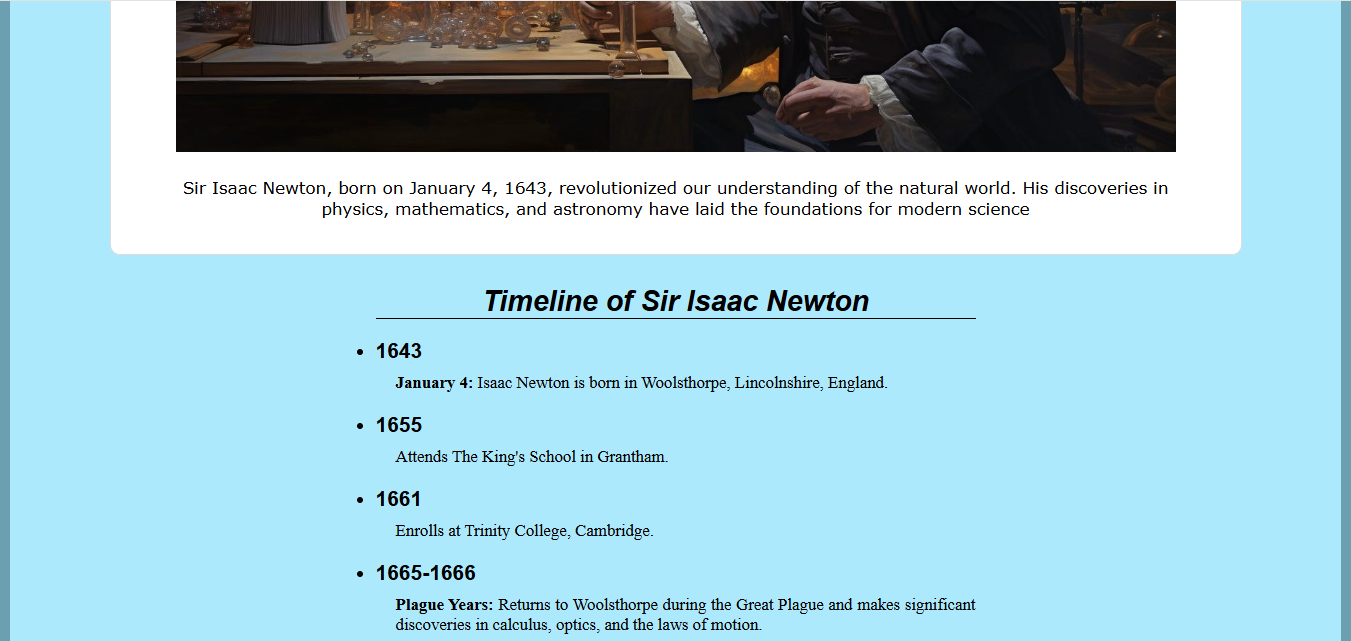 Sir Isaac Newton, born on January 4, 1643, revolutionized our understanding of the natural world. His discoveries in
physics, mathematics, and astronomy have laid the foundations for modern science
Timeline of Sir Isaac Newton
1643
January 4: Isaac Newton is born in Woolsthorpe, Lincolnshire, England.
1655
Attends The King's School in Grantham.
1661
Enrolls at Trinity College, Cambridge.
1665-1666
Plague Years: Returns to Woolsthorpe during the Great Plague and makes significant
discoveries in calculus, optics, and the laws of motion.